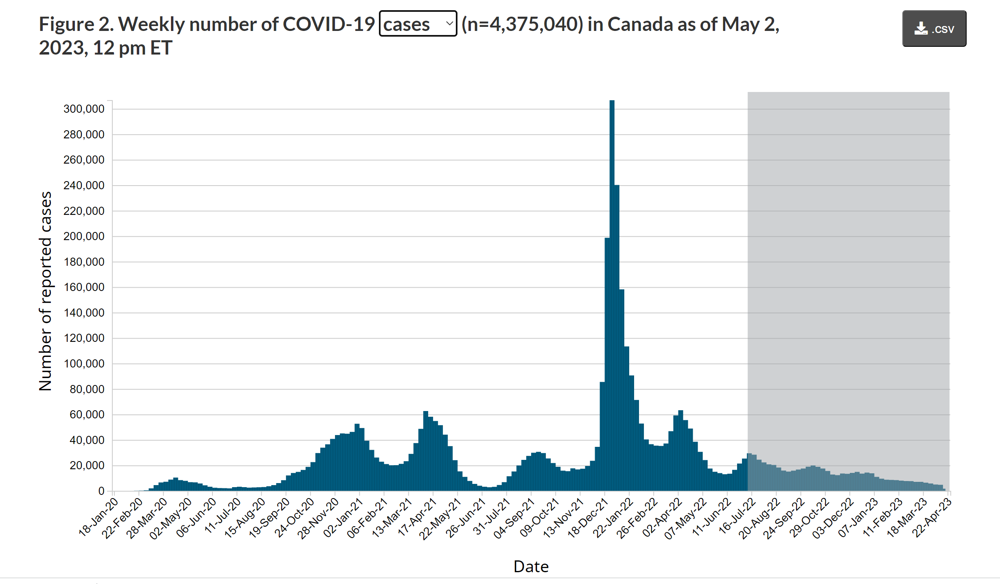 Figure 2. Weekly number of COVID-19 cases (n=4,375,040) in Canada as of May 2,
2023, 12 pm ET
.CSV
Number of reported cases
300,000
280,000
260,000
240,000
220,000
200,000
180,000
160,000
140,000
120,000
100,000
80,000
60,000
40,000
20,000
0
18-Jan-20
22-Feb-20
28-Mar-20
02-May-20
06-Jun-20
11-Jul-20
15-Aug-20
19-Sep-20
24-Oct-20
28-Nov-20
02-Jan-21
06-Feb-21
13-Mar-21
17-Apr-21
22-May-21
26-Jun-21
31-Jul-21
04-Sep-21
09-Oct-21
13-Nov-21
18-Dec-21
22-Jan-22
26-Feb-22
02-Apr-22
07-May-22
11-Jun-22
16-Jul-22
20-Aug-22
24-Sep-22
29-Oct-22
03-Dec-22
07-Jan-23
11-Feb-23
18-Mar-23
22-Apr-23
Date